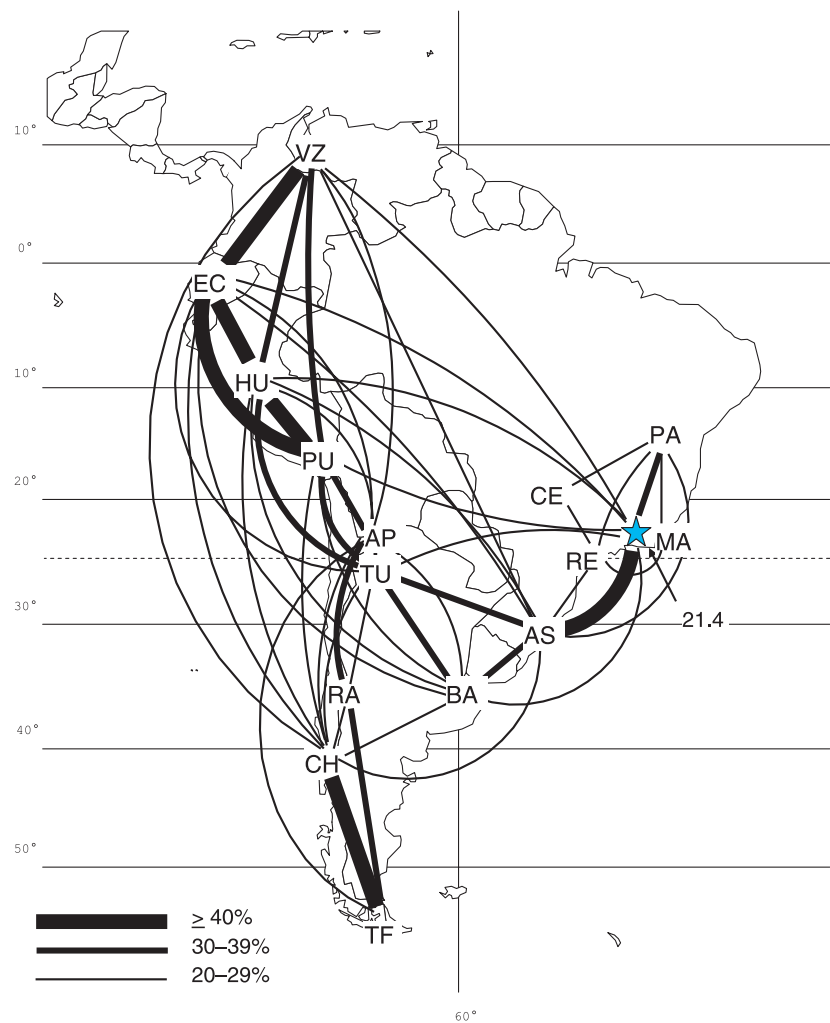 10°
VZ
0°
EC
10°
HU
PA
PU
20°
CE
AP
MA
RE
TU
30°
21.4
AS
RA
BA
40°
CH
50°
≥ 40%
TF
30–39%
20–29%
60°